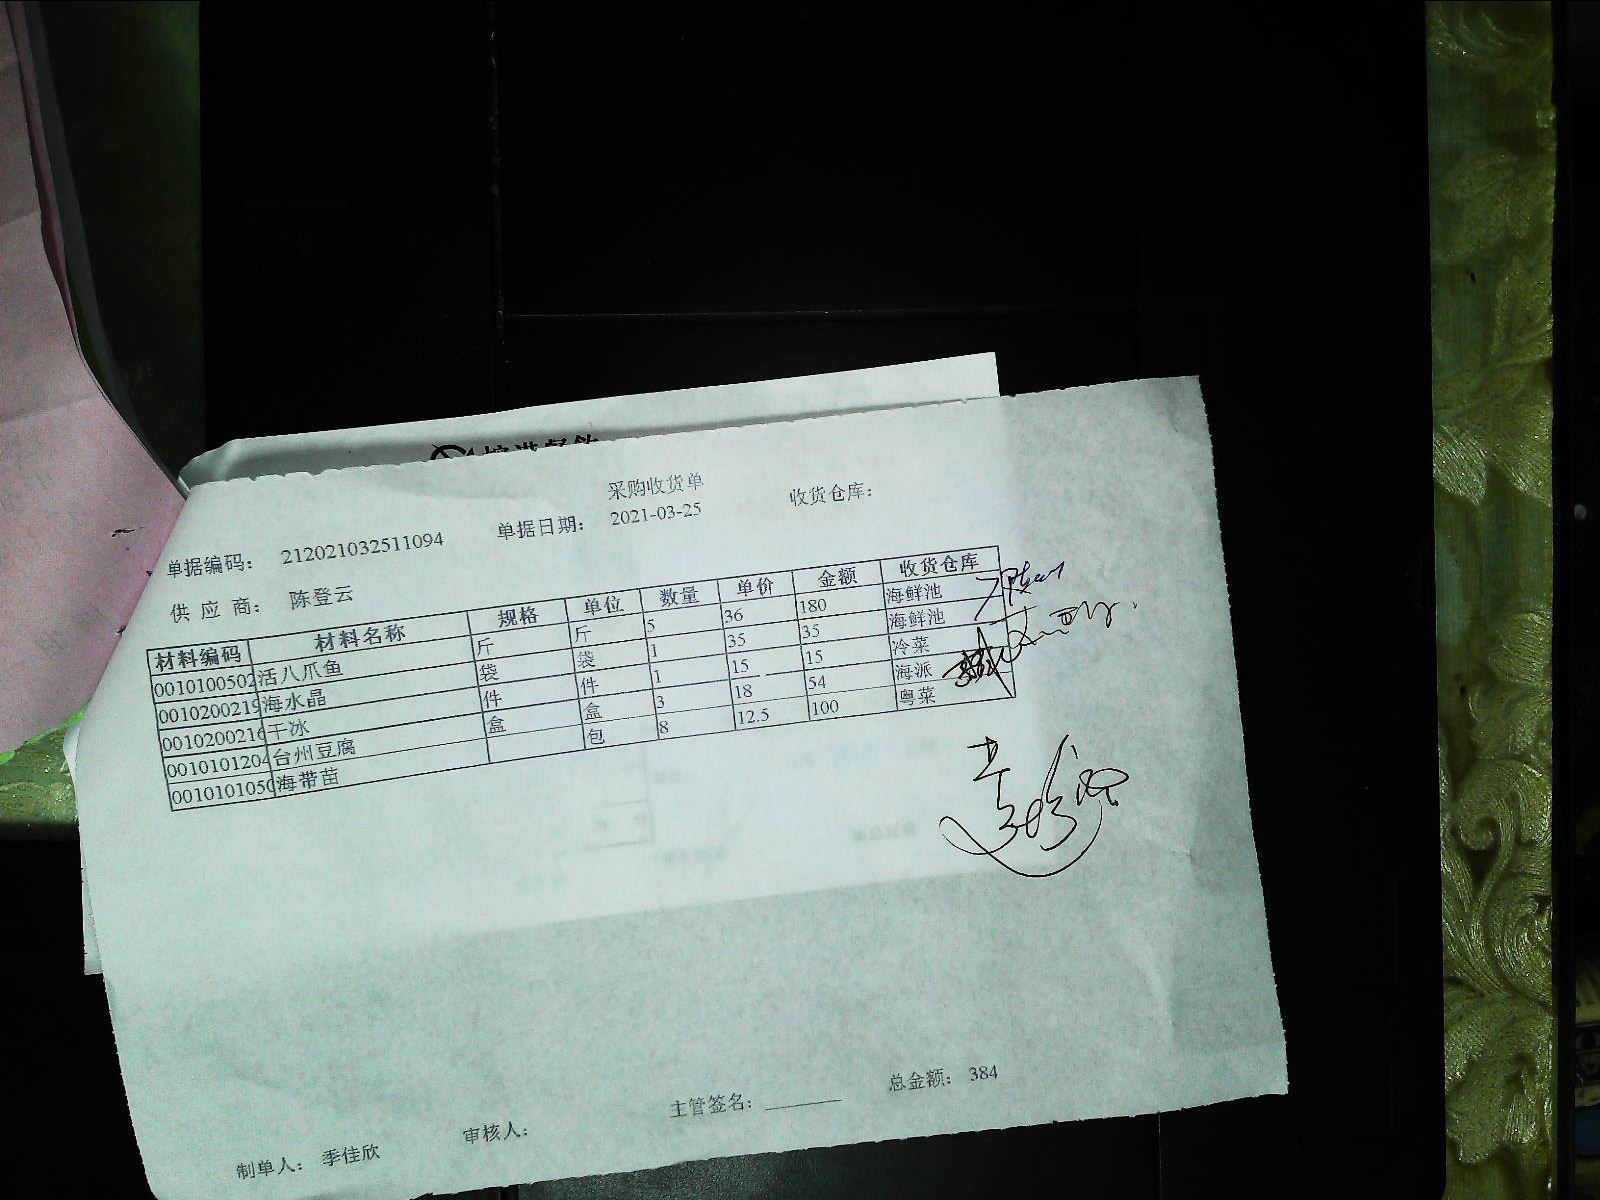 采购收货单
单据编码: 212021032511094 单据日期: 2021-03-25 收货仓库:
供应商: 陈登云
材料编码 材料名称 规格 单位 数量 单价 金额 收货仓库
0010100502 活八爪鱼 斤 斤 5 36 180 海鲜池
001020021 海水晶 袋 袋 1 35 35 海鲜池
001020021 干冰 件 件 1 15 15 冷菜
001010120 台州豆腐 盒 盒 3 18 54 海派
001010105 海带苗 包 8 12.5 100 粤菜
主管签名: 总金额: 384
制单人: 季佳欣 审核人: